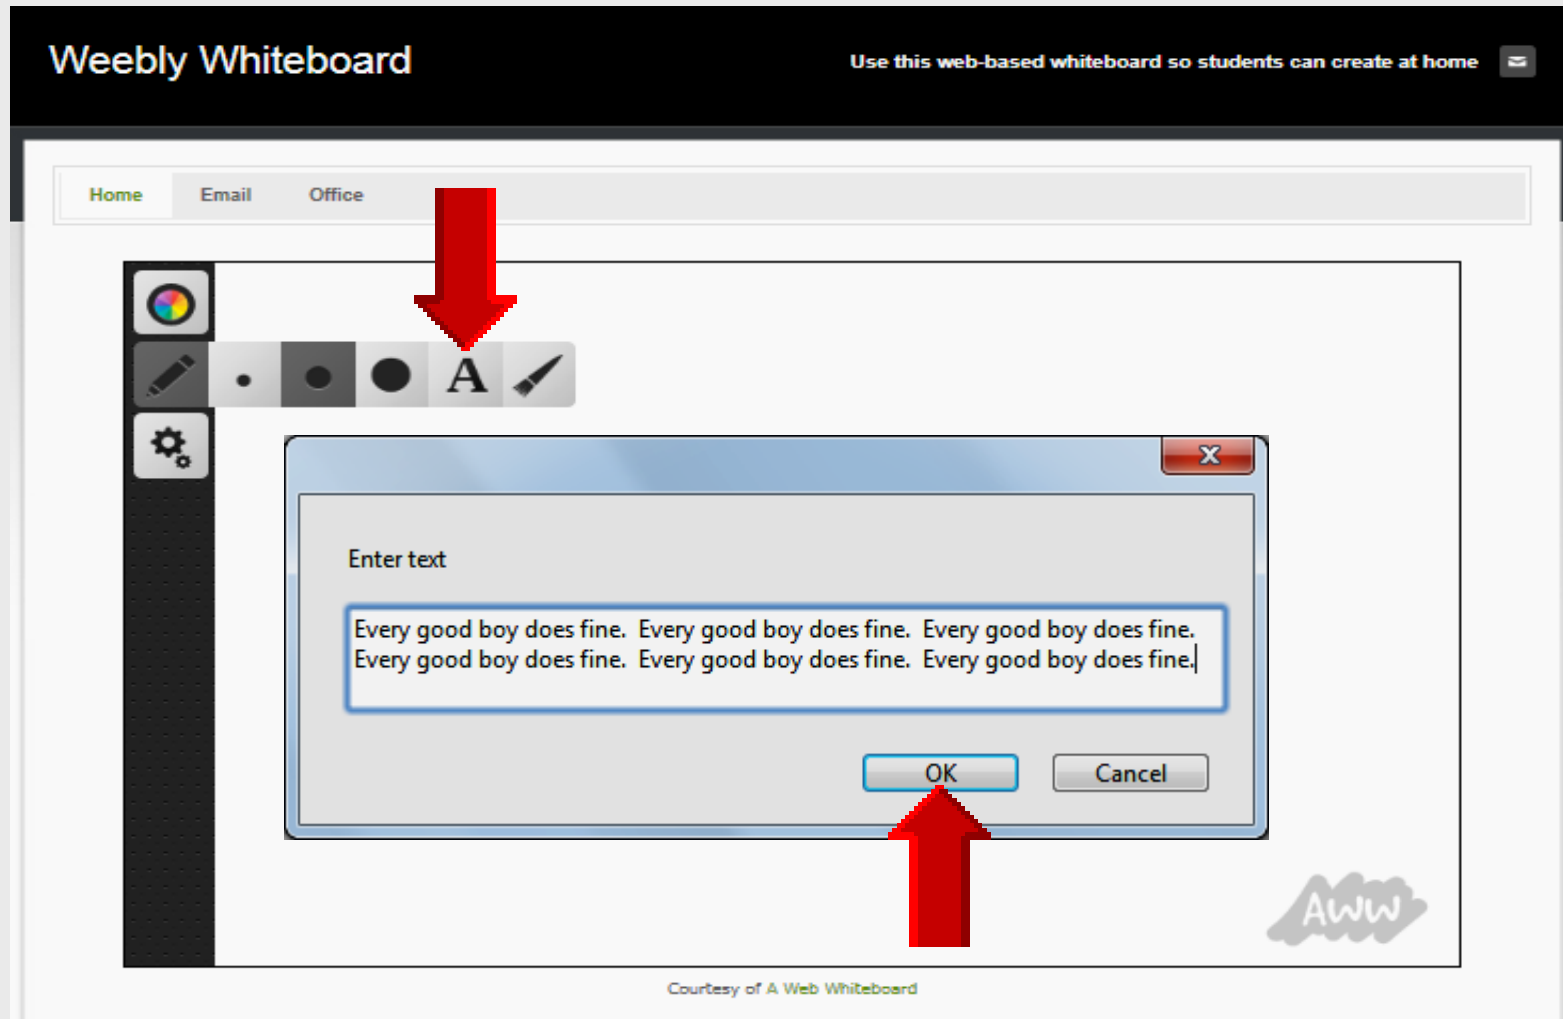 Weebly Whiteboard
Use this web-based whiteboard so students can create at home
Home Email Office
A
X
Enter text
Every good boy does fine.  Every good boy does fine.  Every good boy does fine.
Every good boy does fine.  Every good boy does fine.  Every good boy does fine.
OK Cancel
AWW
Courtesy of A Web Whiteboard